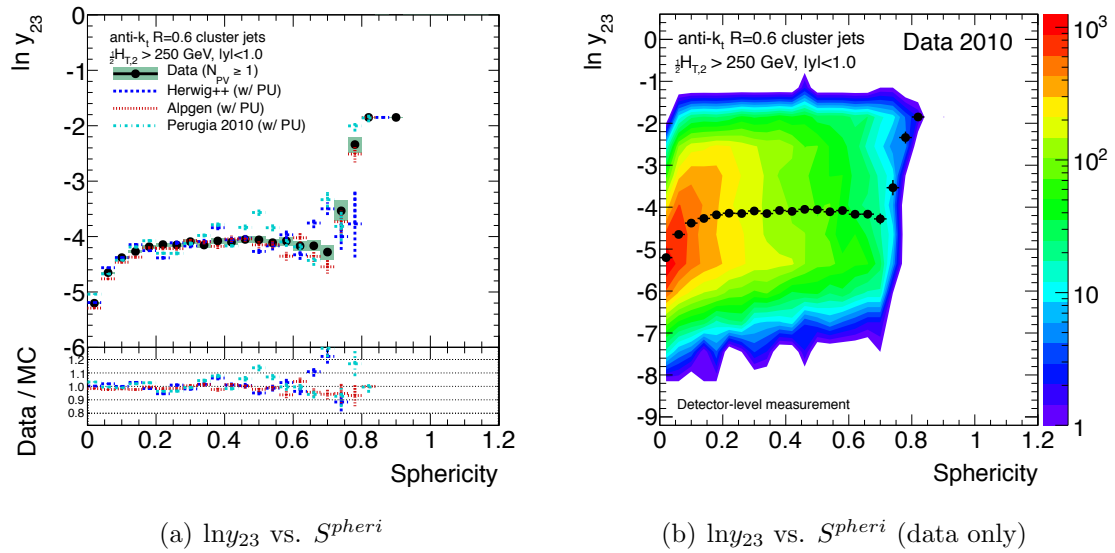 ln y23
0
-1
-2
-3
-4
-5
-6
anti-kt R=0.6 cluster jets
½HT,2 > 250 GeV, |y|<1.0
Data (NPV ≥ 1)
Herwig++ (w/ PU)
Alpgen (w/ PU)
Perugia 2010 (w/ PU)
Data / MC
1.2
1.1
1.0
0.9
0.8
0 0.2 0.4 0.6 0.8 1 1.2
Sphericity
ln y23
0
-1
-2
-3
-4
-5
-6
-7
-8
-9
anti-kt R=0.6 cluster jets Data 2010
½HT,2 > 250 GeV, |y|<1.0
Detector-level measurement
0 0.2 0.4 0.6 0.8 1 1.2
Sphericity
10³
10²
10
1
(a) lny23 vs. Spheri
(b) lny23 vs. Spheri (data only)